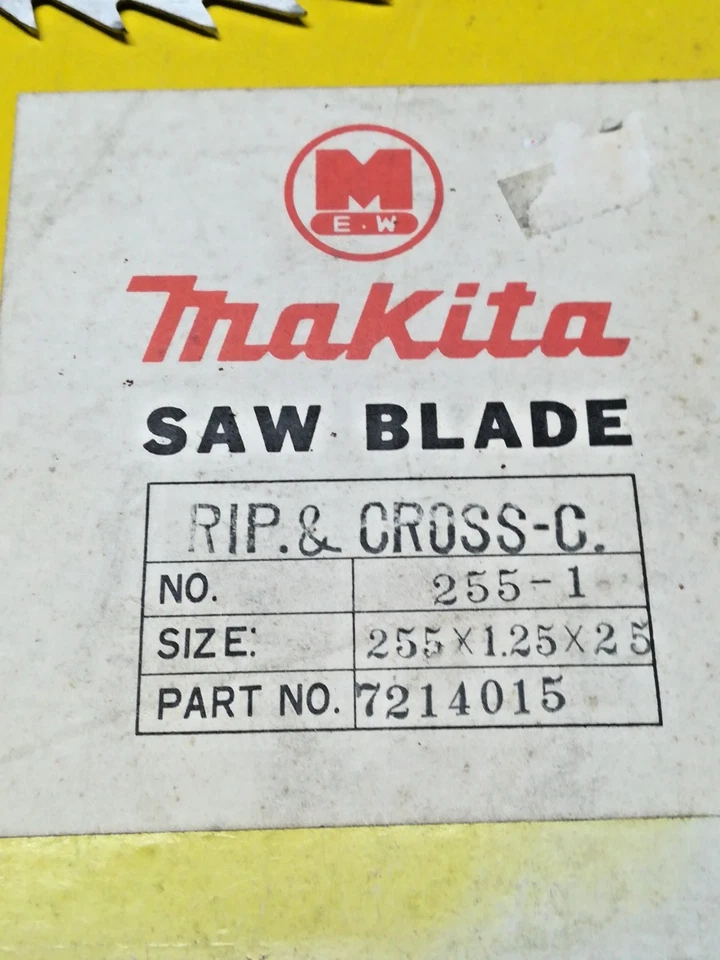 M
E.W
makita
SAW BLADE
RIP.& CROSS-C.
NO. 255-1
SIZE: 255×1.25×25
PART NO. 7214015